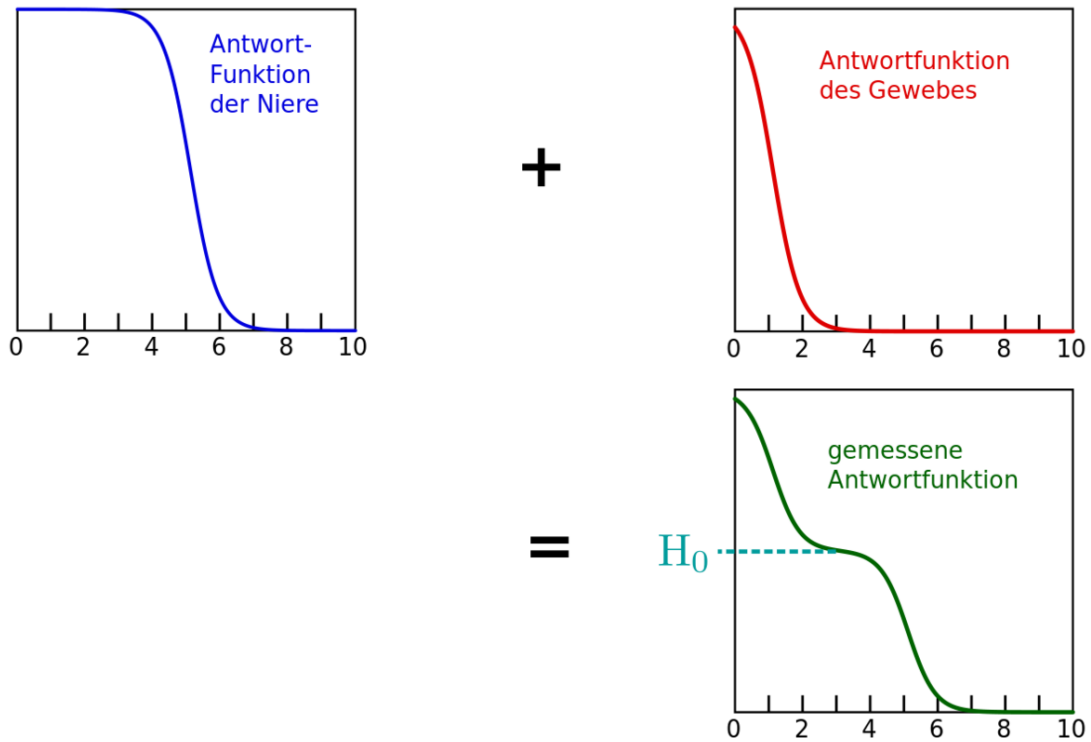 Antwort-
Funktion
der Niere
0 2 4 6 8 10
+
Antwortfunktion
des Gewebes
0 2 4 6 8 10
=
gemessene
Antwortfunktion
H₀
0 2 4 6 8 10